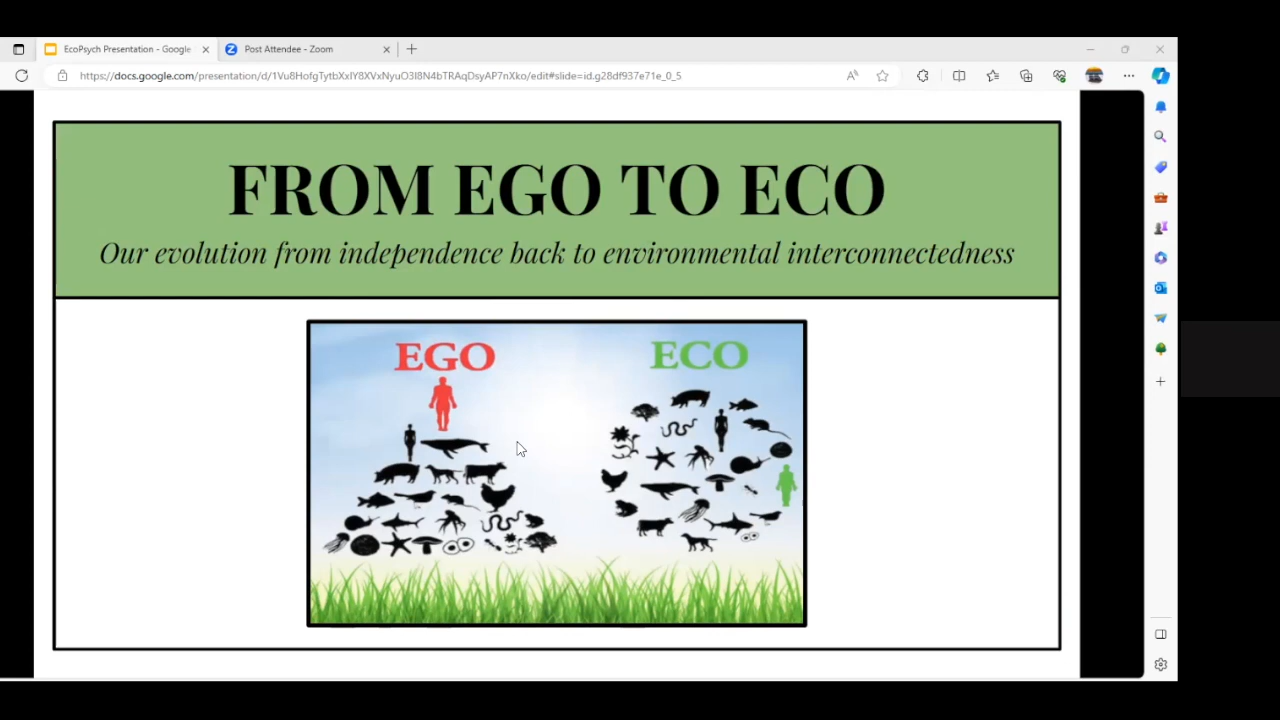 EcoPsych Presentation - Google
Post Attendee - Zoom
https://docs.google.com/presentation/d/1Vu8HofgTytbXxlY8XVxNyuO3I8N4bTRAqDsyAP7nXko/edit#slide=id.g28df937e71e_0_5
FROM EGO TO ECO
Our evolution from independence back to environmental interconnectedness
EGO
ECO